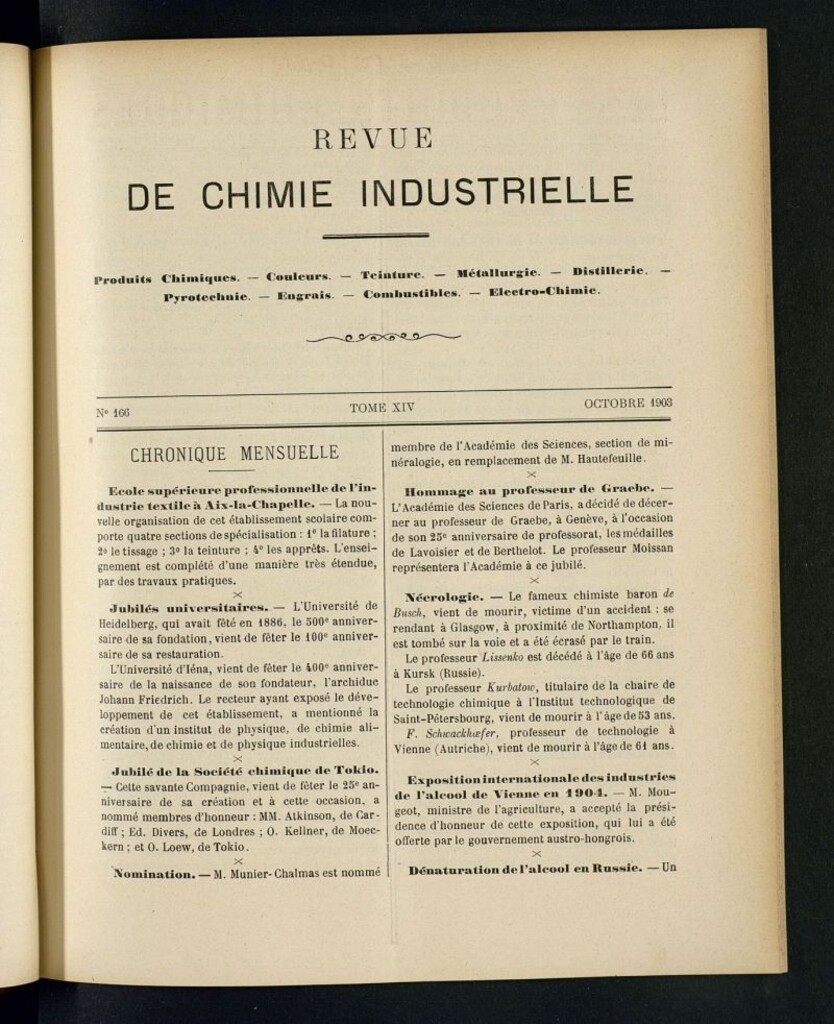 REVUE
DE CHIMIE INDUSTRIELLE
Produits Chimiques. — Couleurs. — Teinture. — Métallurgie. — Distillerie. —
Pyrotechnie. — Engrais. — Combustibles. — Electro-Chimie.
Nº 166 TOME XIV OCTOBRE 1903
CHRONIQUE MENSUELLE
Ecole supérieure professionnelle de l'in-
dustrie textile à Aix-la-Chapelle. — La nou-
velle organisation de cet établissement scolaire com-
porte quatre sections de spécialisation : 1º la filature ;
2º le tissage ; 3º la teinture ; 4º les apprêts. L'ensei-
gnement est complété d'une manière très étendue,
par des travaux pratiques.
×
Jubilés universitaires. — L'Université de
Heidelberg, qui avait fêté en 1886, le 500e anniver-
saire de sa fondation, vient de fêter le 100e anniver-
saire de sa restauration.
L'Université d'Iéna, vient de fêter le 400e anniver-
saire de la naissance de son fondateur, l'archiduc
Johann Friedrich. Le recteur ayant exposé le déve-
loppement de cet établissement, a mentionné la
création d'un institut de physique, de chimie ali-
mentaire, de chimie et de physique industrielles.
×
Jubilé de la Société chimique de Tokio.
— Cette savante Compagnie, vient de fêter le 25e an-
niversaire de sa création et à cette occasion, a
nommé membres d'honneur : MM. Atkinson, de Car-
diff ; Ed. Divers, de Londres ; O. Kellner, de Moec-
kern ; et O. Loew, de Tokio.
×
Nomination. — M. Munier-Chalmas est nommé
membre de l'Académie des Sciences, section de mi-
néralogie, en remplacement de M. Hautefeuille.
×
Hommage au professeur de Graebe. —
L'Académie des Sciences de Paris, a décidé de décer-
ner au professeur de Graebe, à Genève, à l'occasion
de son 25e anniversaire de professorat, les médailles
de Lavoisier et de Berthelot. Le professeur Moissan
représentera l'Académie à ce jubilé.
×
Nécrologie. — Le fameux chimiste baron de
Busch, vient de mourir, victime d'un accident : se
rendant à Glasgow, à proximité de Northampton, il
est tombé sur la voie et a été écrasé par le train.
Le professeur Lissenko est décédé à l'âge de 66 ans
à Kursk (Russie).
Le professeur Kurbatow, titulaire de la chaire de
technologie chimique à l'Institut technologique de
Saint-Pétersbourg, vient de mourir à l'âge de 53 ans.
F. Schwackhœfer, professeur de technologie à
Vienne (Autriche), vient de mourir à l'âge de 61 ans.
×
Exposition internationale des industries
de l'alcool de Vienne en 1904. — M. Mou-
geot, ministre de l'agriculture, a accepté la prési-
dence d'honneur de cette exposition, qui lui a été
offerte par le gouvernement austro-hongrois.
×
Dénaturation de l'alcool en Russie. — Un